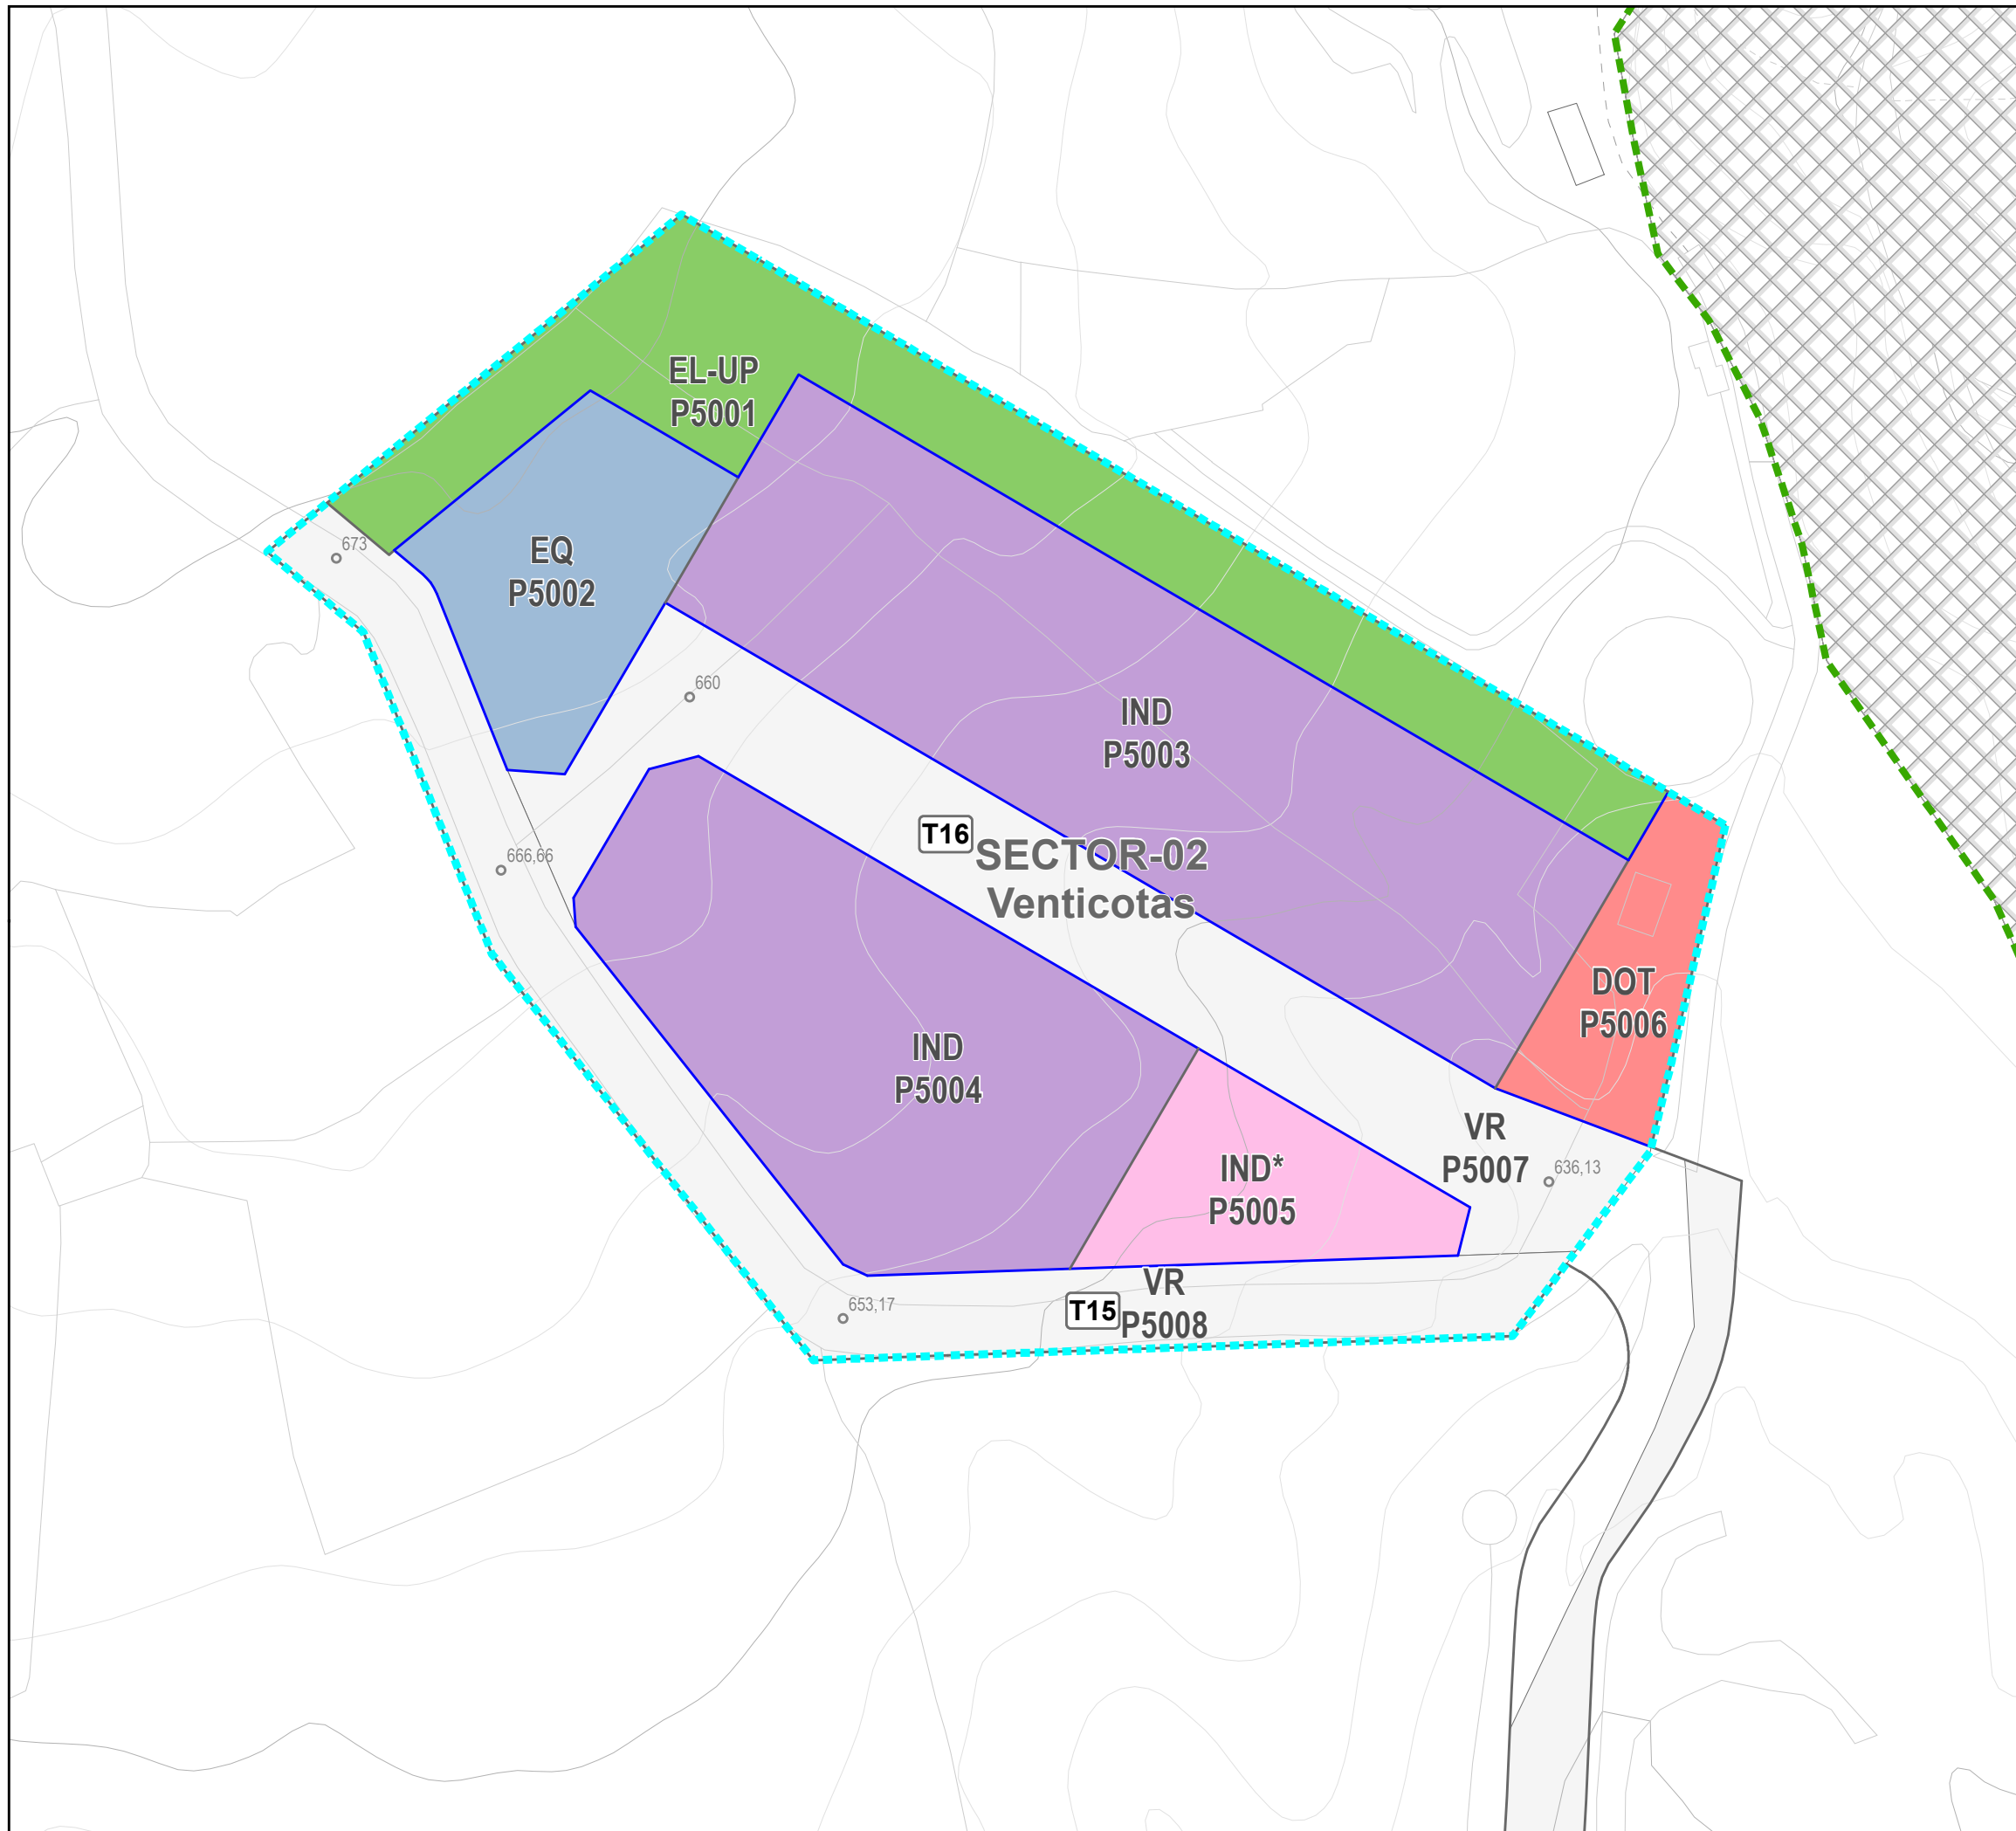 EL-UP
P5001
673
EQ
P5002
660
IND
P5003
T16
SECTOR-02
Venticotas
666,66
DOT
P5006
IND
P5004
VR
P5007
636,13
IND*
P5005
653,17
T15
VR
P5008